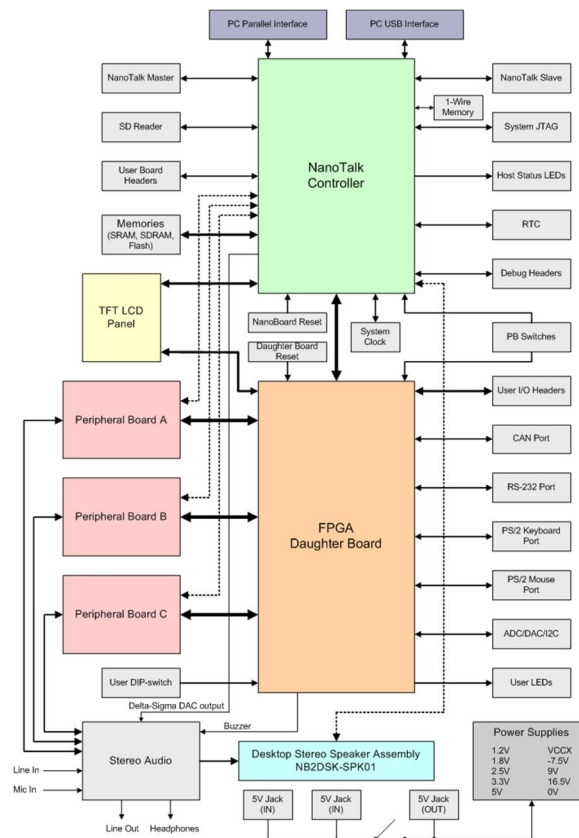 PC Parallel Interface
PC USB Interface
NanoTalk Master
NanoTalk Slave
1-Wire
Memory
SD Reader
System JTAG
NanoTalk
Controller
User Board
Headers
Host Status LEDs
Memories
(SRAM, SDRAM,
Flash)
RTC
Debug Headers
TFT LCD
Panel
NanoBoard Reset
System
Clock
PB Switches
Daughter Board
Reset
User I/O Headers
Peripheral Board A
CAN Port
RS-232 Port
Peripheral Board B
FPGA
Daughter Board
PS/2 Keyboard
Port
PS/2 Mouse
Port
Peripheral Board C
ADC/DAC/I2C
User DIP-switch
User LEDs
Delta-Sigma DAC output
Buzzer
Stereo Audio
Desktop Stereo Speaker Assembly
NB2DSK-SPK01
Power Supplies
1.2V VCCX
1.8V -7.5V
2.5V 9V
3.3V 16.5V
5V 0V
Line In
Mic In
Line Out
Headphones
5V Jack
(IN)
5V Jack
(IN)
5V Jack
(OUT)